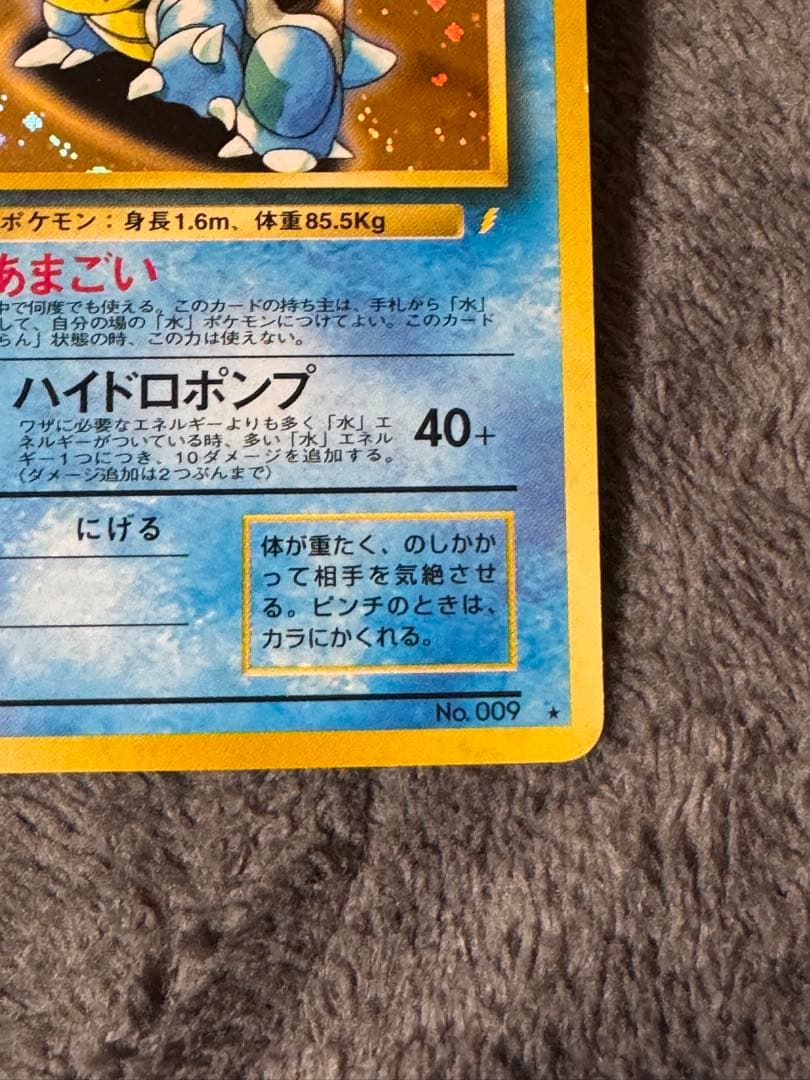 ポケモン：身長1.6m、体重85.5Kg
あまごい
中で何度でも使える。このカードの持ち主は、手札から「水」
して、自分の場の「水」ポケモンにつけてよい。このカード
らん」状態の時、この力は使えない。
ハイドロポンプ
ワザに必要なエネルギーよりも多く「水」エ
ネルギーがついている時、多い「水」エネル
ギー1つにつき、10ダメージを追加する。
（ダメージ追加は2つぶんまで）
40+
にげる
体が重たく、のしかか
って相手を気絶させ
る。ピンチのときは、
カラにかくれる。
No. 009 ★